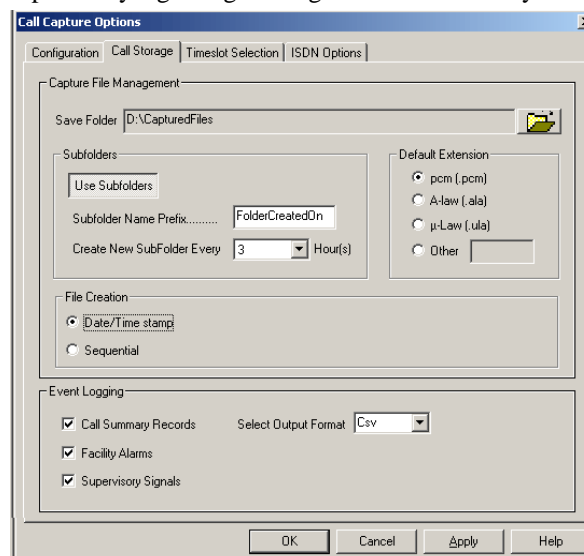 Call Capture Options
Configuration Call Storage Timeslot Selection ISDN Options
Capture File Management
Save Folder D:\CapturedFiles
Subfolders
Use Subfolders
Subfolder Name Prefix......... FolderCreatedOn
Create New SubFolder Every 3 Hour(s)
Default Extension
pcm (.pcm)
A-law (.ala)
µ-Law (.ula)
Other
File Creation
Date/Time stamp
Sequential
Event Logging
Call Summary Records Select Output Format Csv
Facility Alarms
Supervisory Signals
OK Cancel Apply Help